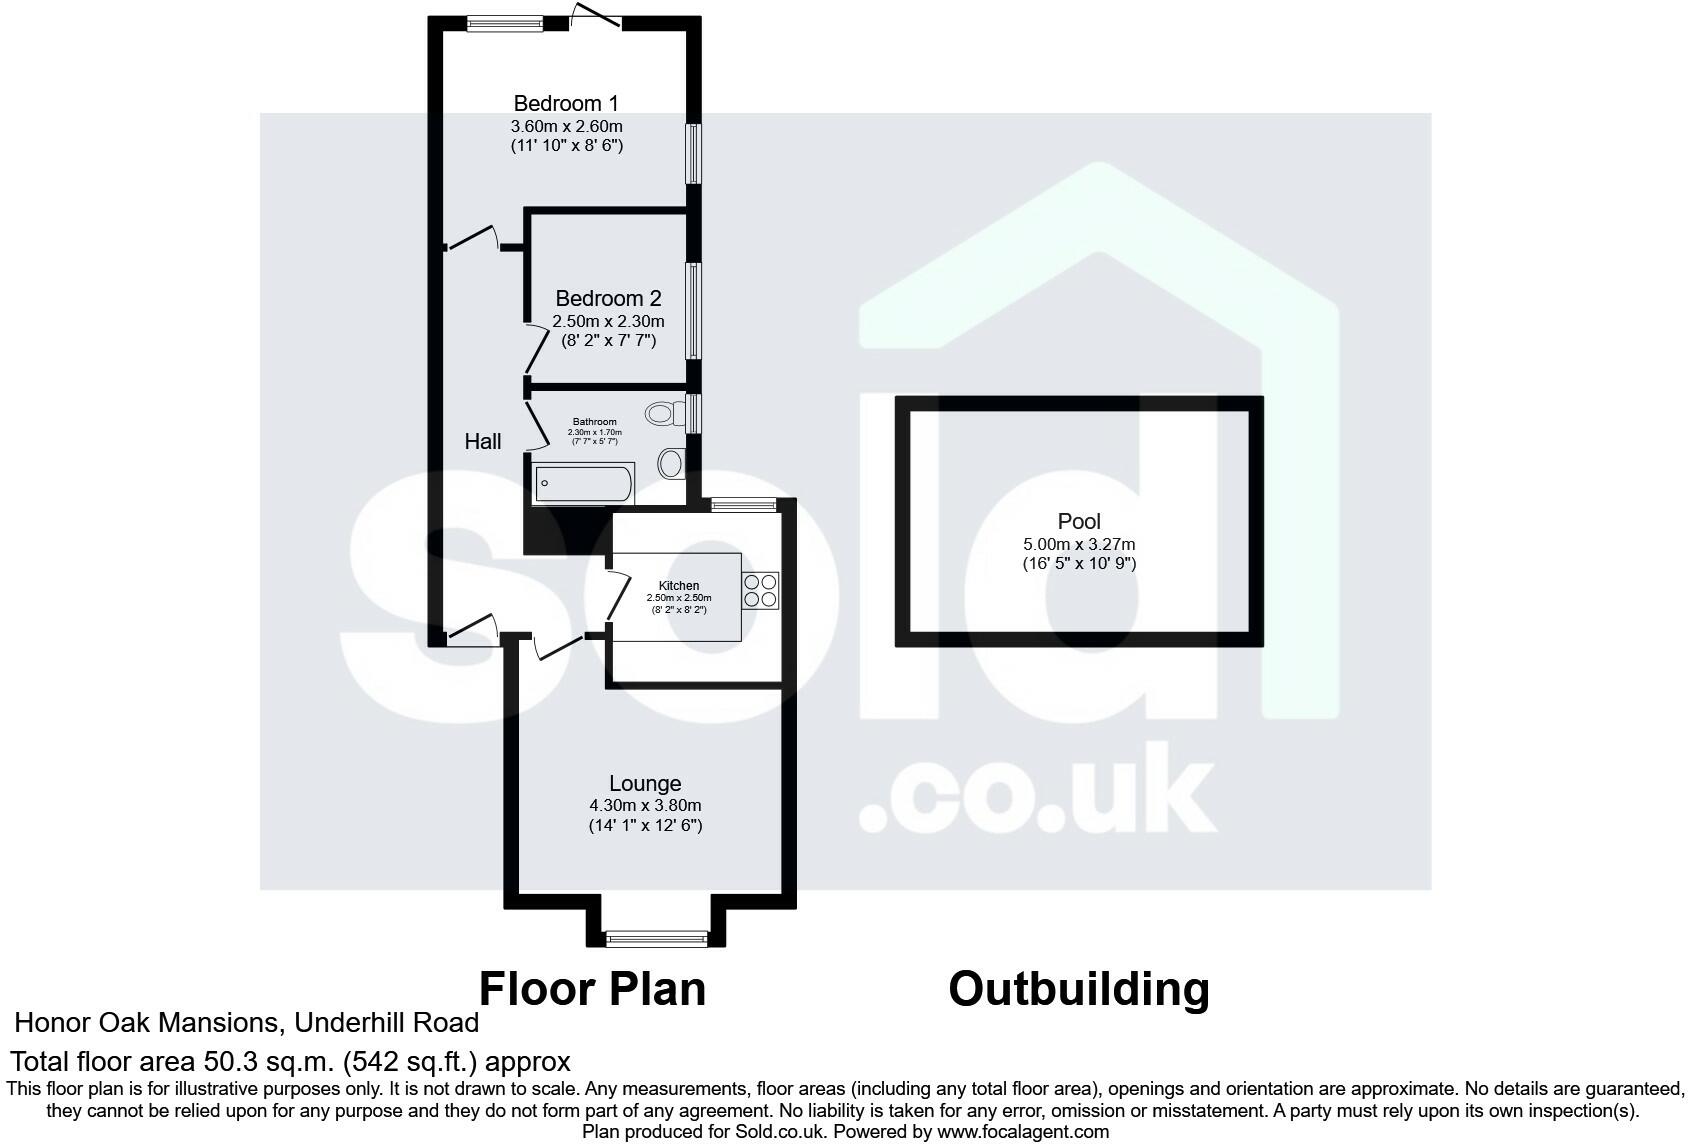 Bedroom 1
3.60m x 2.60m
(11' 10" x 8' 6")
Bedroom 2
2.50m x 2.30m
(8' 2" x 7' 7")
Bathroom
2.30m x 1.70m
(7' 7" x 5' 7")
Hall
Kitchen
2.50m x 2.50m
(8' 2" x 8' 2")
Lounge
4.30m x 3.80m
(14' 1" x 12' 6")
Pool
5.00m x 3.27m
(16' 5" x 10' 9")
sold
.co.uk
Floor Plan
Outbuilding
Honor Oak Mansions, Underhill Road
Total floor area 50.3 sq.m. (542 sq.ft.) approx
This floor plan is for illustrative purposes only. It is not drawn to scale. Any measurements, floor areas (including any total floor area), openings and orientation are approximate. No details are guaranteed,
they cannot be relied upon for any purpose and they do not form part of any agreement. No liability is taken for any error, omission or misstatement. A party must rely upon its own inspection(s).
Plan produced for Sold.co.uk. Powered by www.focalagent.com